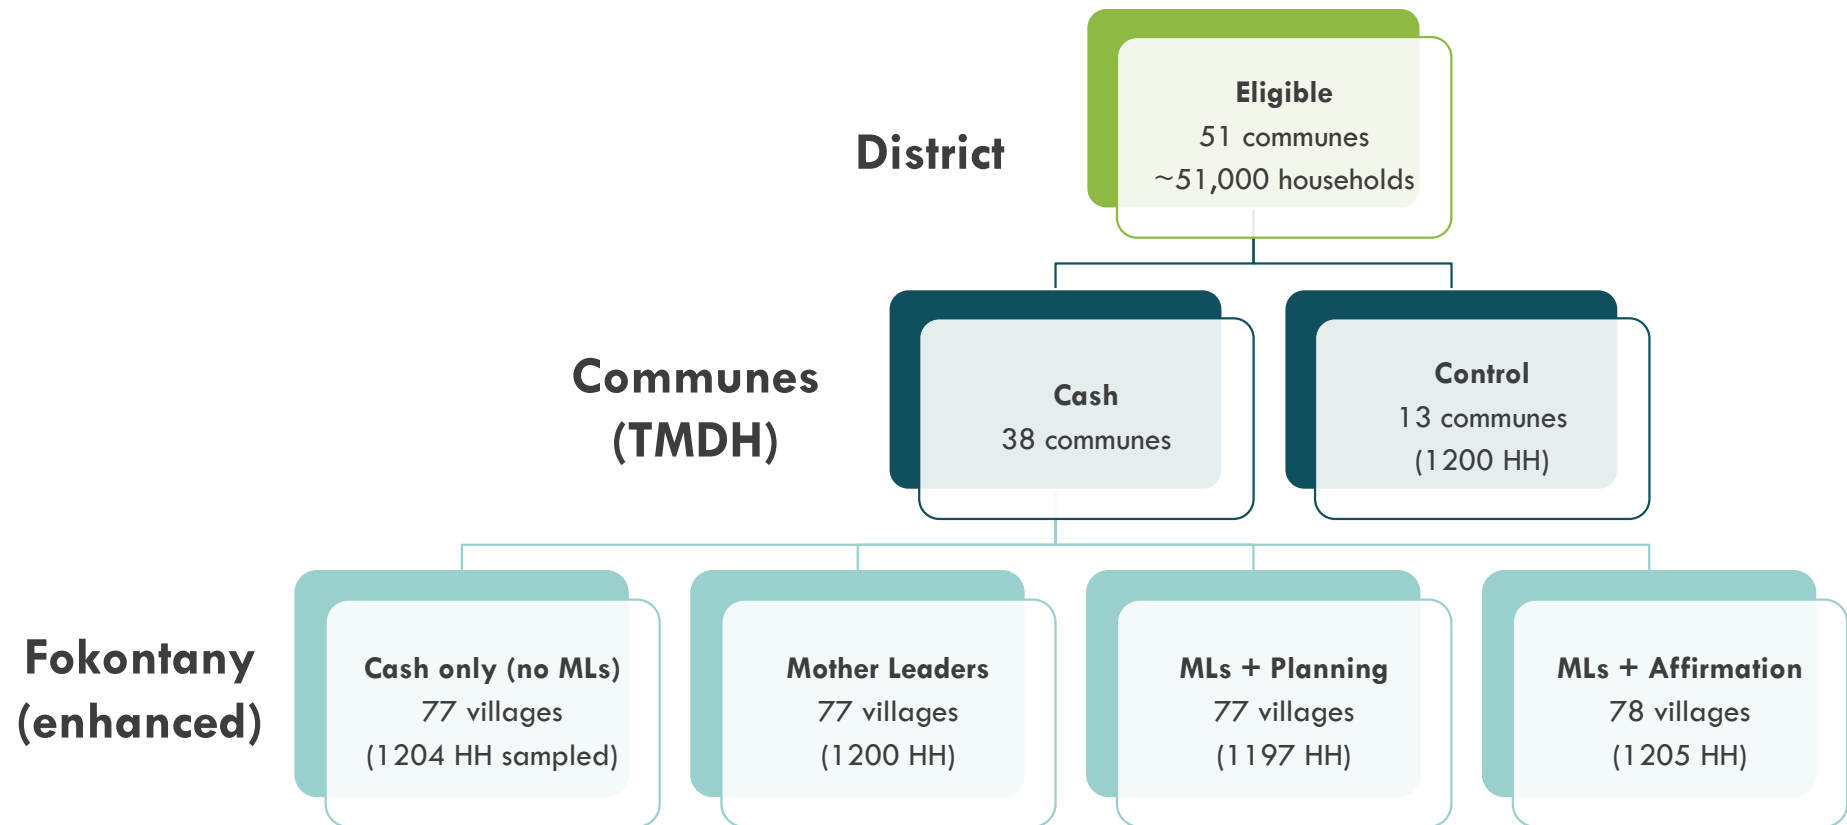 District
Eligible
51 communes
~51,000 households
Communes
(TMDH)
Cash
38 communes
Control
13 communes
(1200 HH)
Fokontany
(enhanced)
Cash only (no MLs)
77 villages
(1204 HH sampled)
Mother Leaders
77 villages
(1200 HH)
MLs + Planning
77 villages
(1197 HH)
MLs + Affirmation
78 villages
(1205 HH)